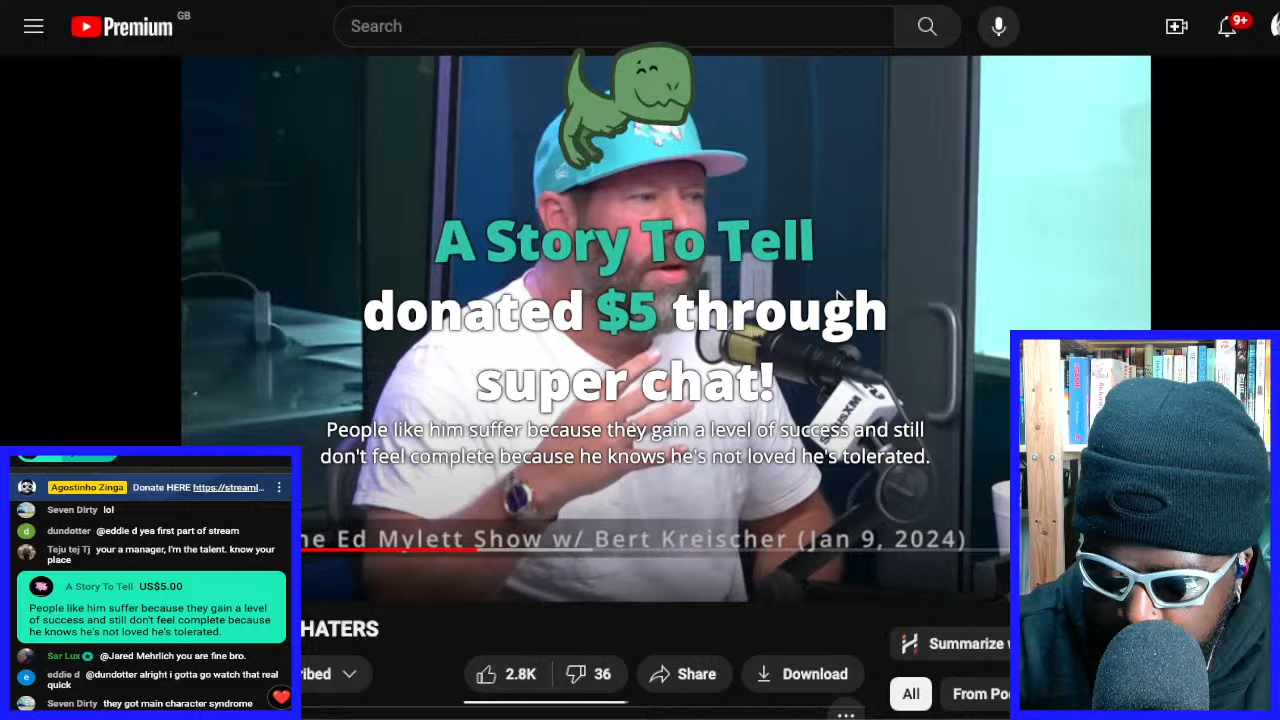 Premium GB
Search
9+
A Story To Tell
donated $5 through
super chat!
People like him suffer because they gain a level of success and still
don't feel complete because he knows he's not loved he's tolerated.
he Ed Mylett Show w/ Bert Kreischer (Jan 9, 2024)
HATERS
2.8K
36
Share
Download
Summarize
All
From Po
Agostinho Zinga Donate HERE https://streaml...
Seven Dirty lol
dundotter @eddie d yea first part of stream
Teju tej Tj your a manager, I'm the talent. know your
place
A Story To Tell US$5.00
People like him suffer because they gain a level
of success and still don't feel complete because
he knows he's not loved he's tolerated.
Sar Lux @Jared Mehrlich you are fine bro.
eddie d @dundotter alright i gotta go watch that real
quick
Seven Dirty they got main character syndrome